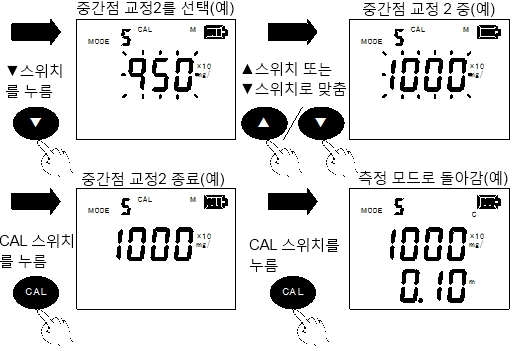 중간점 교정2를 선택(예)
▼스위치
를 누름
▼
MODE 5 CAL M
950 ×10
mg/
중간점 교정 2 중(예)
▲스위치 또는
▼스위치로 맞춤
▲ / ▼
MODE 5 CAL M
1000 ×10
mg/
중간점 교정2 종료(예)
CAL 스위치
를 누름
CAL
MODE 5 CAL M
1000 ×10
mg/
측정 모드로 돌아감(예)
CAL 스위치를
누름
CAL
MODE 5
C
1000 ×10
mg/
0.10 m